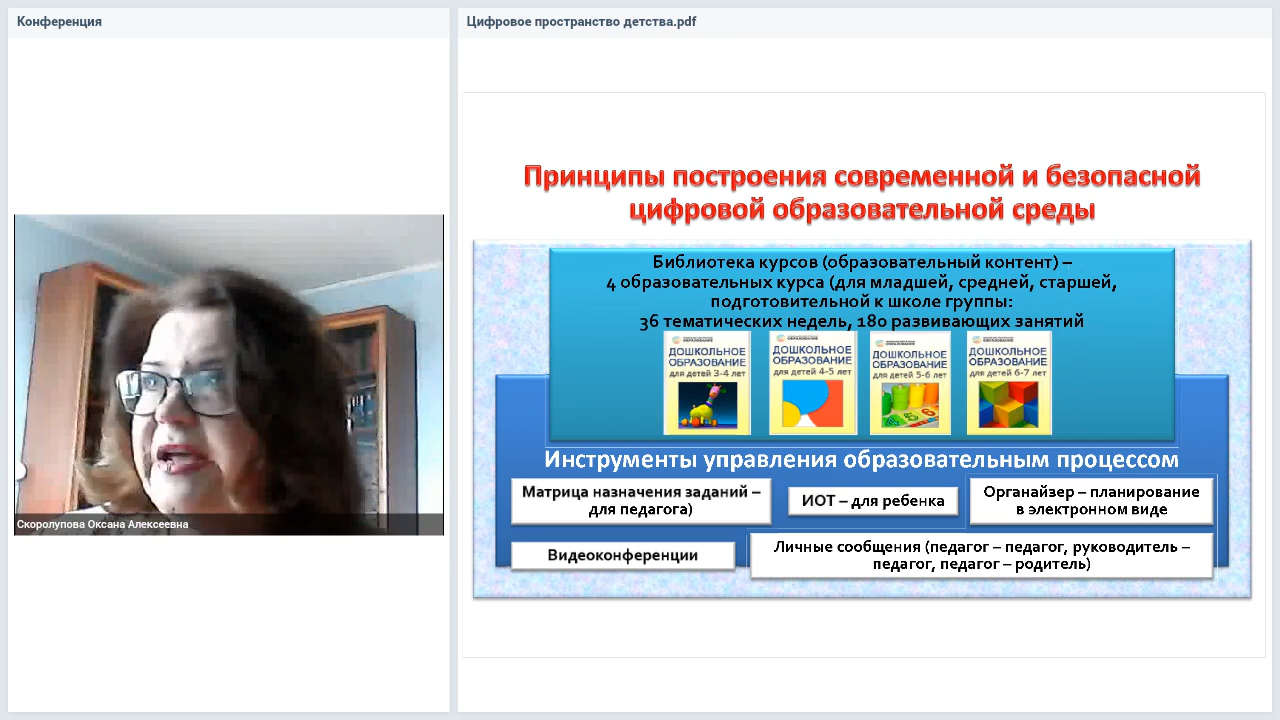 Конференция
Цифровое пространство детства.pdf
Скоролупова Оксана Алексеевна
Принципы построения современной и безопасной
цифровой образовательной среды
Библиотека курсов (образовательный контент) –
4 образовательных курса (для младшей, средней, старшей,
подготовительной к школе группы:
36 тематических недель, 180 развивающих занятий
ДОШКОЛЬНОЕ
ОБРАЗОВАНИЕ
для детей 3-4 лет
ДОШКОЛЬНОЕ
ОБРАЗОВАНИЕ
для детей 4-5 лет
ДОШКОЛЬНОЕ
ОБРАЗОВАНИЕ
для детей 5-6 лет
ДОШКОЛЬНОЕ
ОБРАЗОВАНИЕ
для детей 6-7 лет
Инструменты управления образовательным процессом
Матрица назначения заданий –
для педагога)
ИОТ – для ребенка
Органайзер – планирование
в электронном виде
Видеоконференции
Личные сообщения (педагог – педагог, руководитель –
педагог, педагог – родитель)